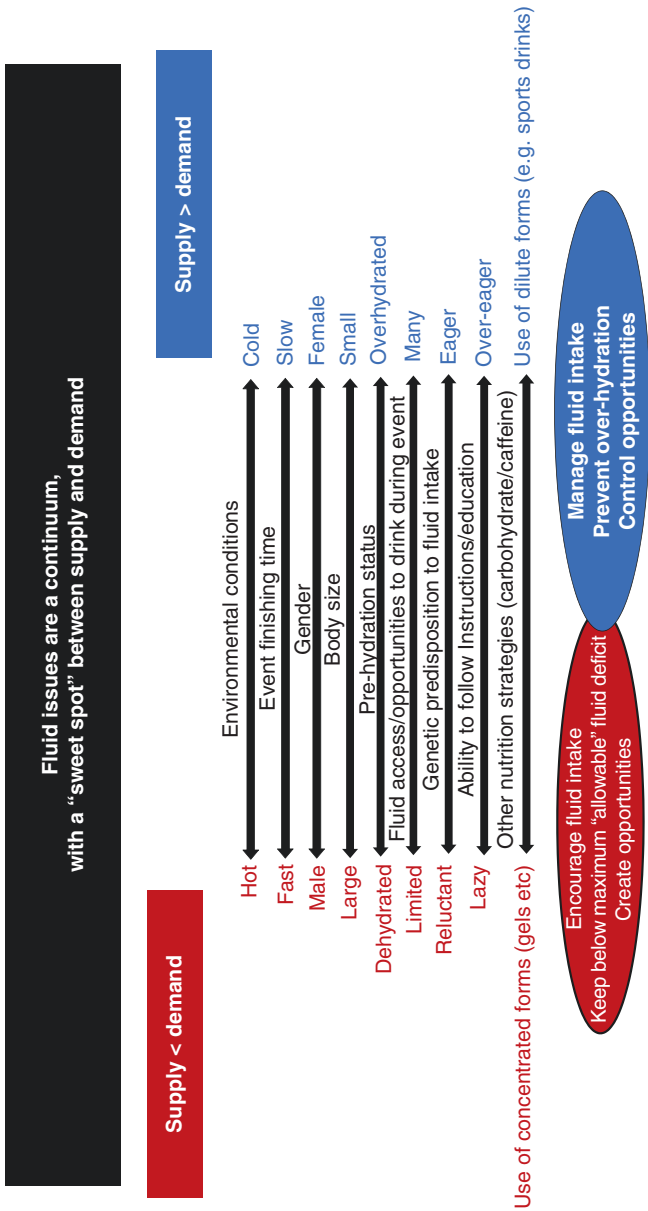 Fluid issues are a continuum,
with a “sweet spot” between supply and demand
Supply < demand
Supply > demand
Environmental conditions
Hot
Cold
Event finishing time
Fast
Slow
Gender
Male
Female
Body size
Large
Small
Pre-hydration status
Dehydrated
Overhydrated
Fluid access/opportunities to drink during event
Limited
Many
Genetic predisposition to fluid intake
Reluctant
Eager
Ability to follow Instructions/education
Lazy
Over-eager
Other nutrition strategies (carbohydrate/caffeine)
Use of concentrated forms (gels etc)
Use of dilute forms (e.g. sports drinks)
Encourage fluid intake
Keep below maximum “allowable” fluid deficit
Create opportunities
Manage fluid intake
Prevent over-hydration
Control opportunities